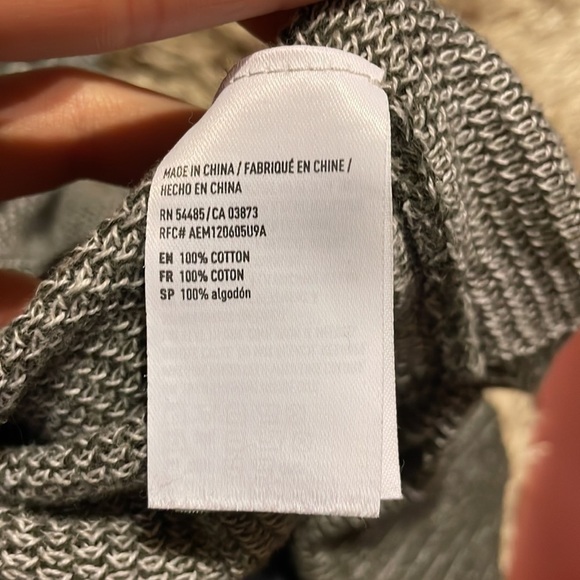 MADE IN CHINA / FABRIQUÉ EN CHINE /
HECHO EN CHINA
RN 54485 / CA 03873
RFC# AEM120605U9A
EN 100% COTTON
FR 100% COTON
SP 100% algodón